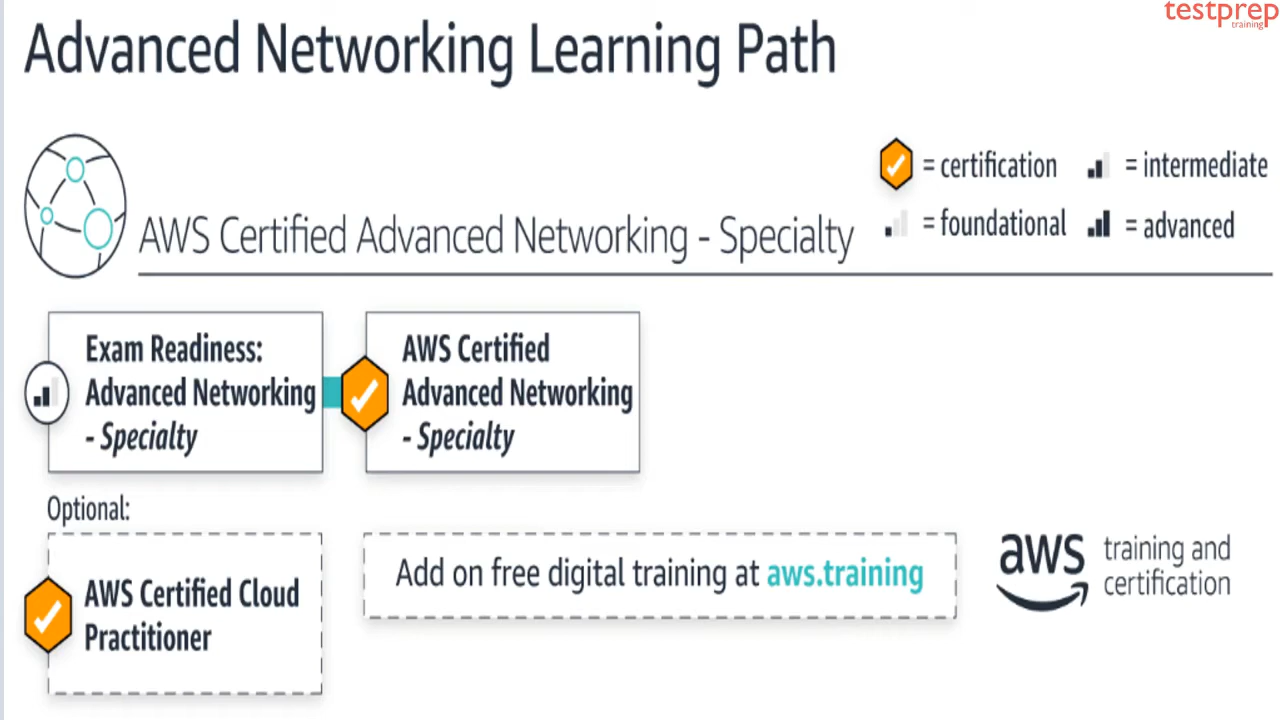 testprep
training
Advanced Networking Learning Path
AWS Certified Advanced Networking - Specialty
= certification
= intermediate
= foundational
= advanced
Exam Readiness:
Advanced Networking
- Specialty
AWS Certified
Advanced Networking
- Specialty
Optional:
AWS Certified Cloud
Practitioner
Add on free digital training at aws.training
aws
training and
certification